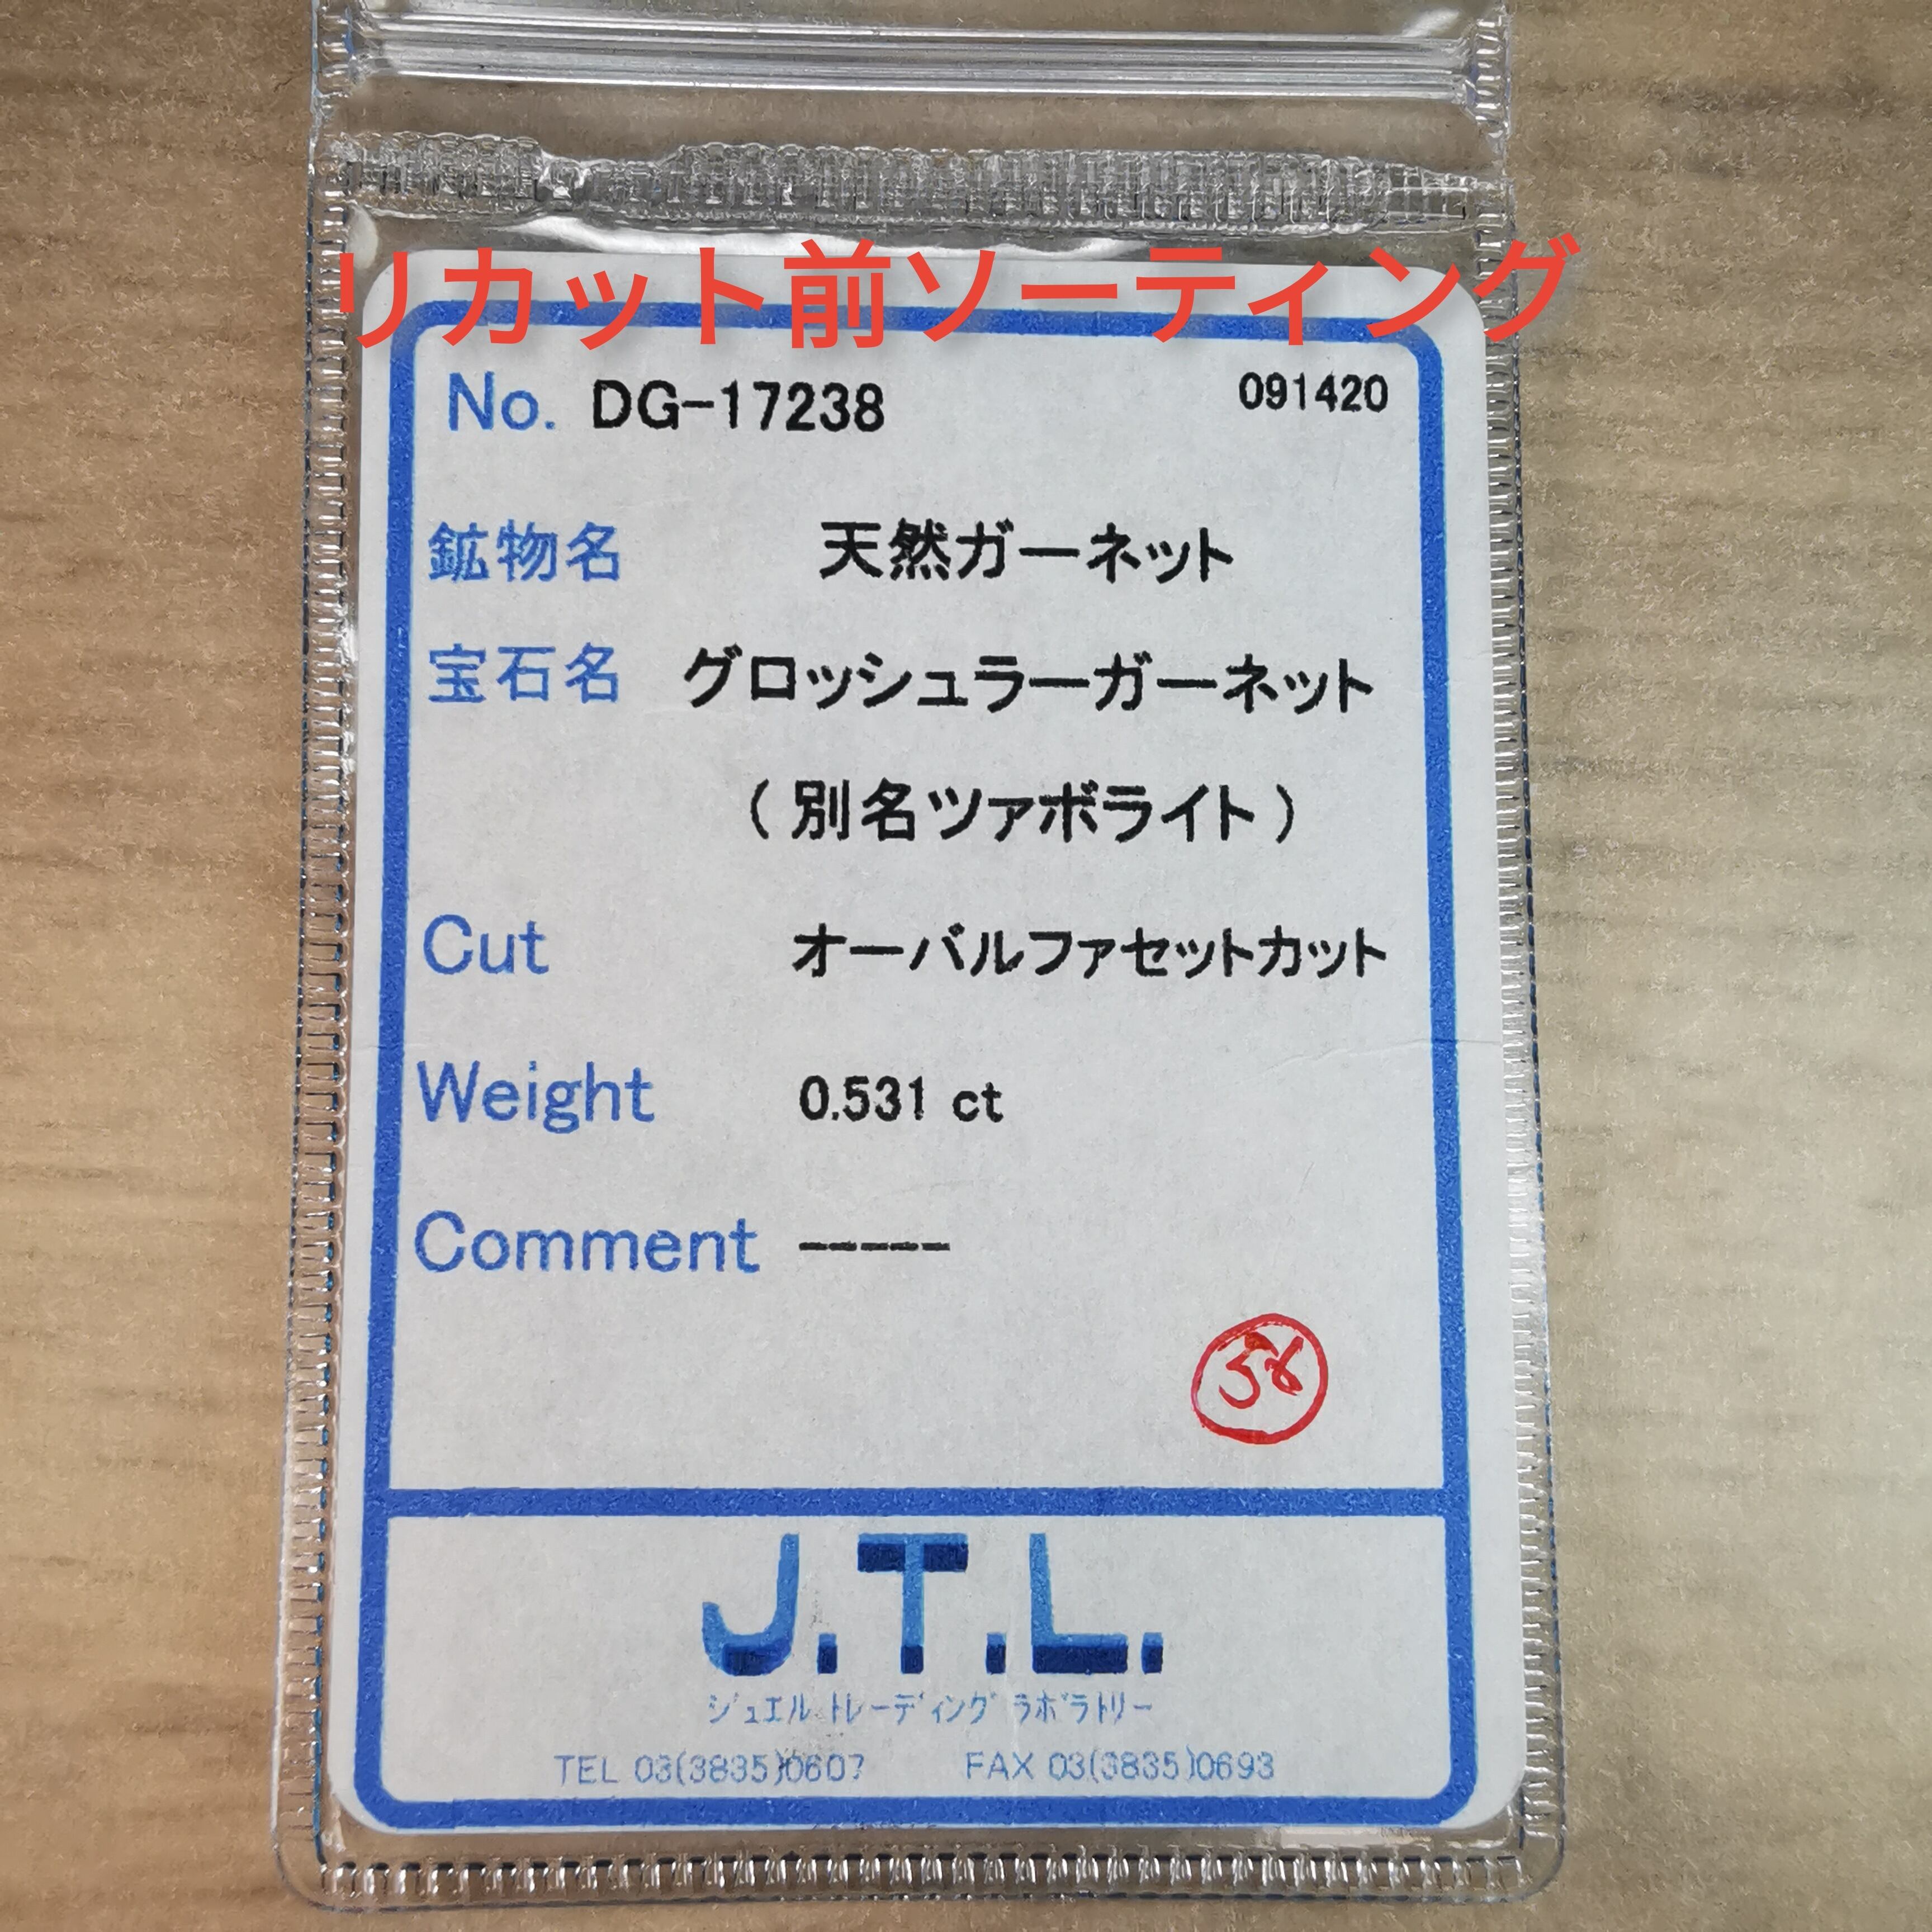 リカット前ソーティング
No. DG-17238 091420
鉱物名 天然ガーネット
宝石名 グロッシュラーガーネット
(別名ツァボライト)
Cut オーバルファセットカット
Weight 0.531 ct
Comment -----
J.T.L.
ジュエルトレーディングラボラトリー
TEL 03(3835)0607 FAX 03(3835)0693